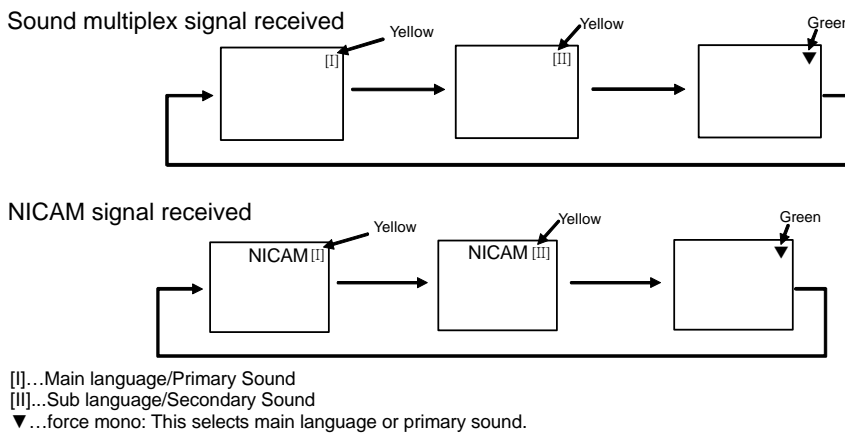 Sound multiplex signal received
Yellow
Yellow
Green
[I]
[II]
▼
NICAM signal received
Yellow
Yellow
Green
NICAM [I]
NICAM [II]
▼
[I]…Main language/Primary Sound
[II]...Sub language/Secondary Sound
▼…force mono: This selects main language or primary sound.